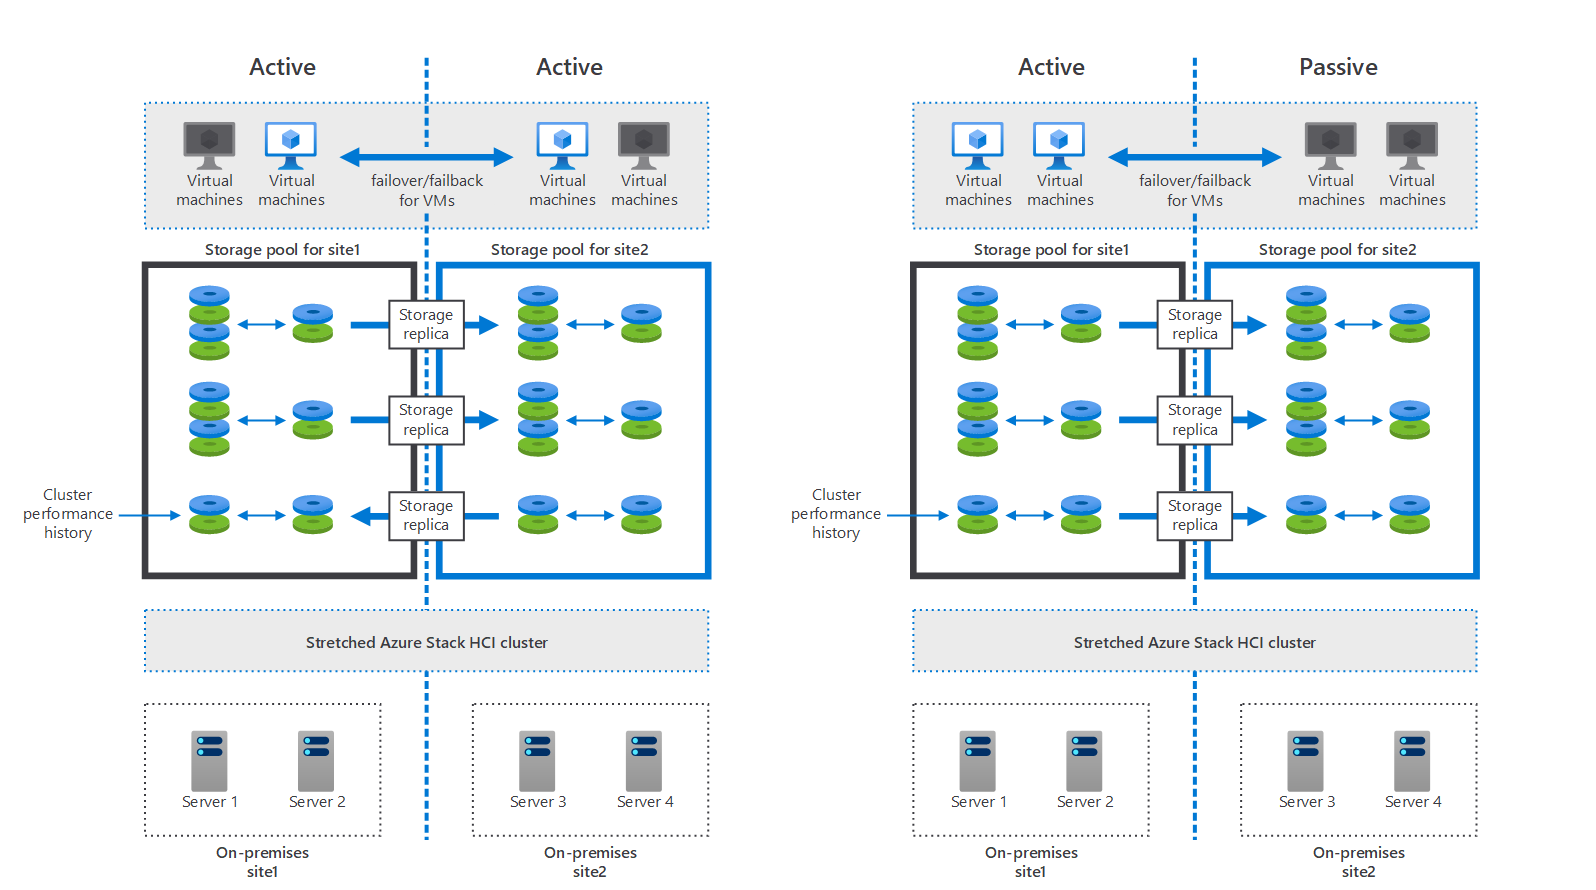 Active
Active
Virtual
machines
Virtual
machines
failover/failback
for VMs
Virtual
machines
Virtual
machines
Storage pool for site1
Storage pool for site2
Storage
replica
Storage
replica
Cluster
performance
history
Storage
replica
Stretched Azure Stack HCI cluster
Server 1
Server 2
Server 3
Server 4
On-premises
site1
On-premises
site2
Active
Passive
Virtual
machines
Virtual
machines
failover/failback
for VMs
Virtual
machines
Virtual
machines
Storage pool for site1
Storage pool for site2
Storage
replica
Storage
replica
Cluster
performance
history
Storage
replica
Stretched Azure Stack HCI cluster
Server 1
Server 2
Server 3
Server 4
On-premises
site1
On-premises
site2